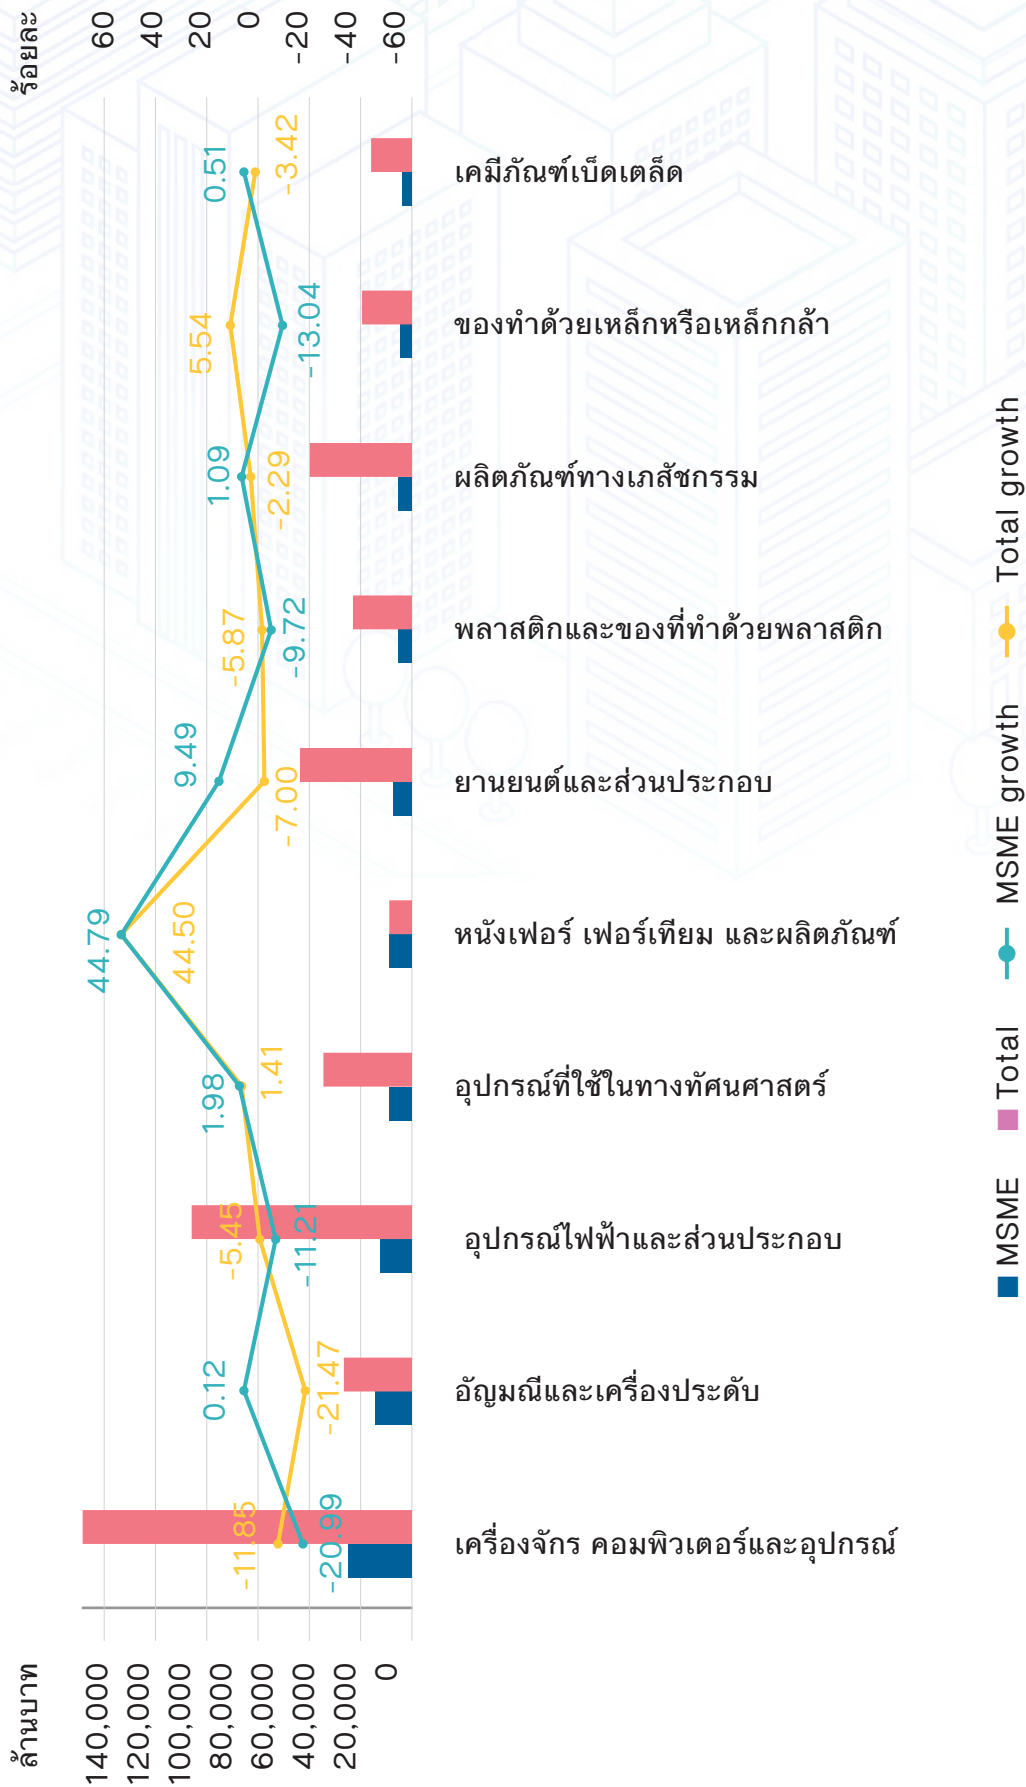 ล้านบาท
ร้อยละ
140,000
120,000
100,000
80,000
60,000
40,000
20,000
0
60
40
20
0
-20
-40
-60
-11.85
-20.99
0.12
-21.47
-5.45
-11.21
1.98
1.41
44.79
44.50
9.49
-7.00
-5.87
-9.72
1.09
-2.29
5.54
-13.04
0.51
-3.42
เครื่องจักร คอมพิวเตอร์และอุปกรณ์
อัญมณีและเครื่องประดับ
อุปกรณ์ไฟฟ้าและส่วนประกอบ
อุปกรณ์ที่ใช้ในทางทัศนศาสตร์
หนังเฟอร์ เฟอร์เทียม และผลิตภัณฑ์
ยานยนต์และส่วนประกอบ
พลาสติกและของที่ทำด้วยพลาสติก
ผลิตภัณฑ์ทางเภสัชกรรม
ของทำด้วยเหล็กหรือเหล็กกล้า
เคมีภัณฑ์เบ็ดเตล็ด
MSME
Total
MSME growth
Total growth